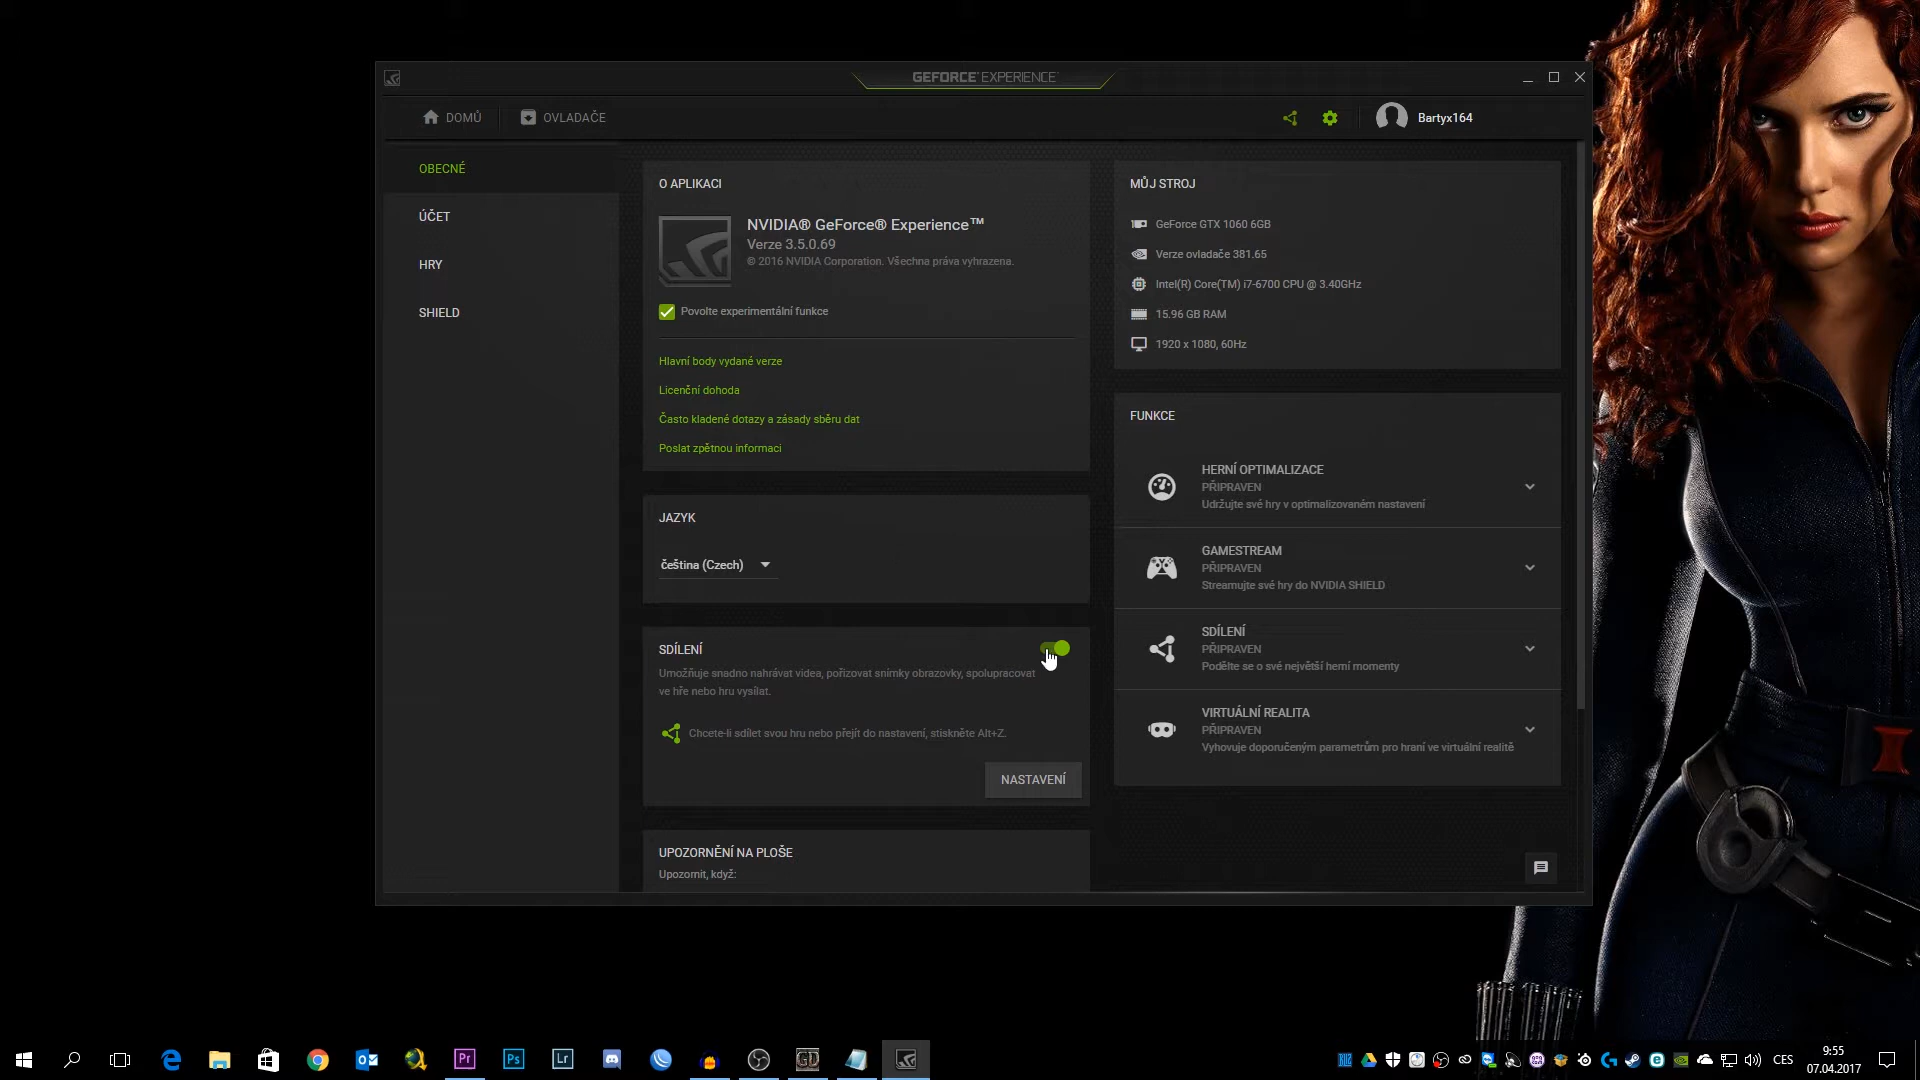 GEFORCE® EXPERIENCE™
DOMŮ
OVLADAČE
Bartyx164
OBECNÉ
ÚČET
HRY
SHIELD
O APLIKACI
NVIDIA® GeForce® Experience™
Verze 3.5.0.69
© 2016 NVIDIA Corporation. Všechna práva vyhrazena.
Povolte experimentální funkce
Hlavní body vydané verze
Licenční dohoda
Často kladené dotazy a zásady sběru dat
Poslat zpětnou informaci
JAZYK
čeština (Czech)
SDÍLENÍ
Umožňuje snadno nahrávat videa, pořizovat snímky obrazovky, spolupracovat
ve hře nebo hru vysílat.
Chcete-li sdílet svou hru nebo přejít do nastavení, stiskněte Alt+Z.
NASTAVENÍ
UPOZORNĚNÍ NA PLOŠE
Upozornit, když:
MŮJ STROJ
GeForce GTX 1060 6GB
Verze ovladače 381.65
Intel(R) Core(TM) i7-6700 CPU @ 3.40GHz
15.96 GB RAM
1920 x 1080, 60Hz
FUNKCE
HERNÍ OPTIMALIZACE
PŘIPRAVEN
Udržujte své hry v optimalizovaném nastavení
GAMESTREAM
PŘIPRAVEN
Streamujte své hry do NVIDIA SHIELD
SDÍLENÍ
PŘIPRAVEN
Podělte se o své největší herní momenty
VIRTUÁLNÍ REALITA
PŘIPRAVEN
Vyhovuje doporučeným parametrům pro hraní ve virtuální realitě
Pr
Ps
Lr
GD
CES
9:55
07.04.2017